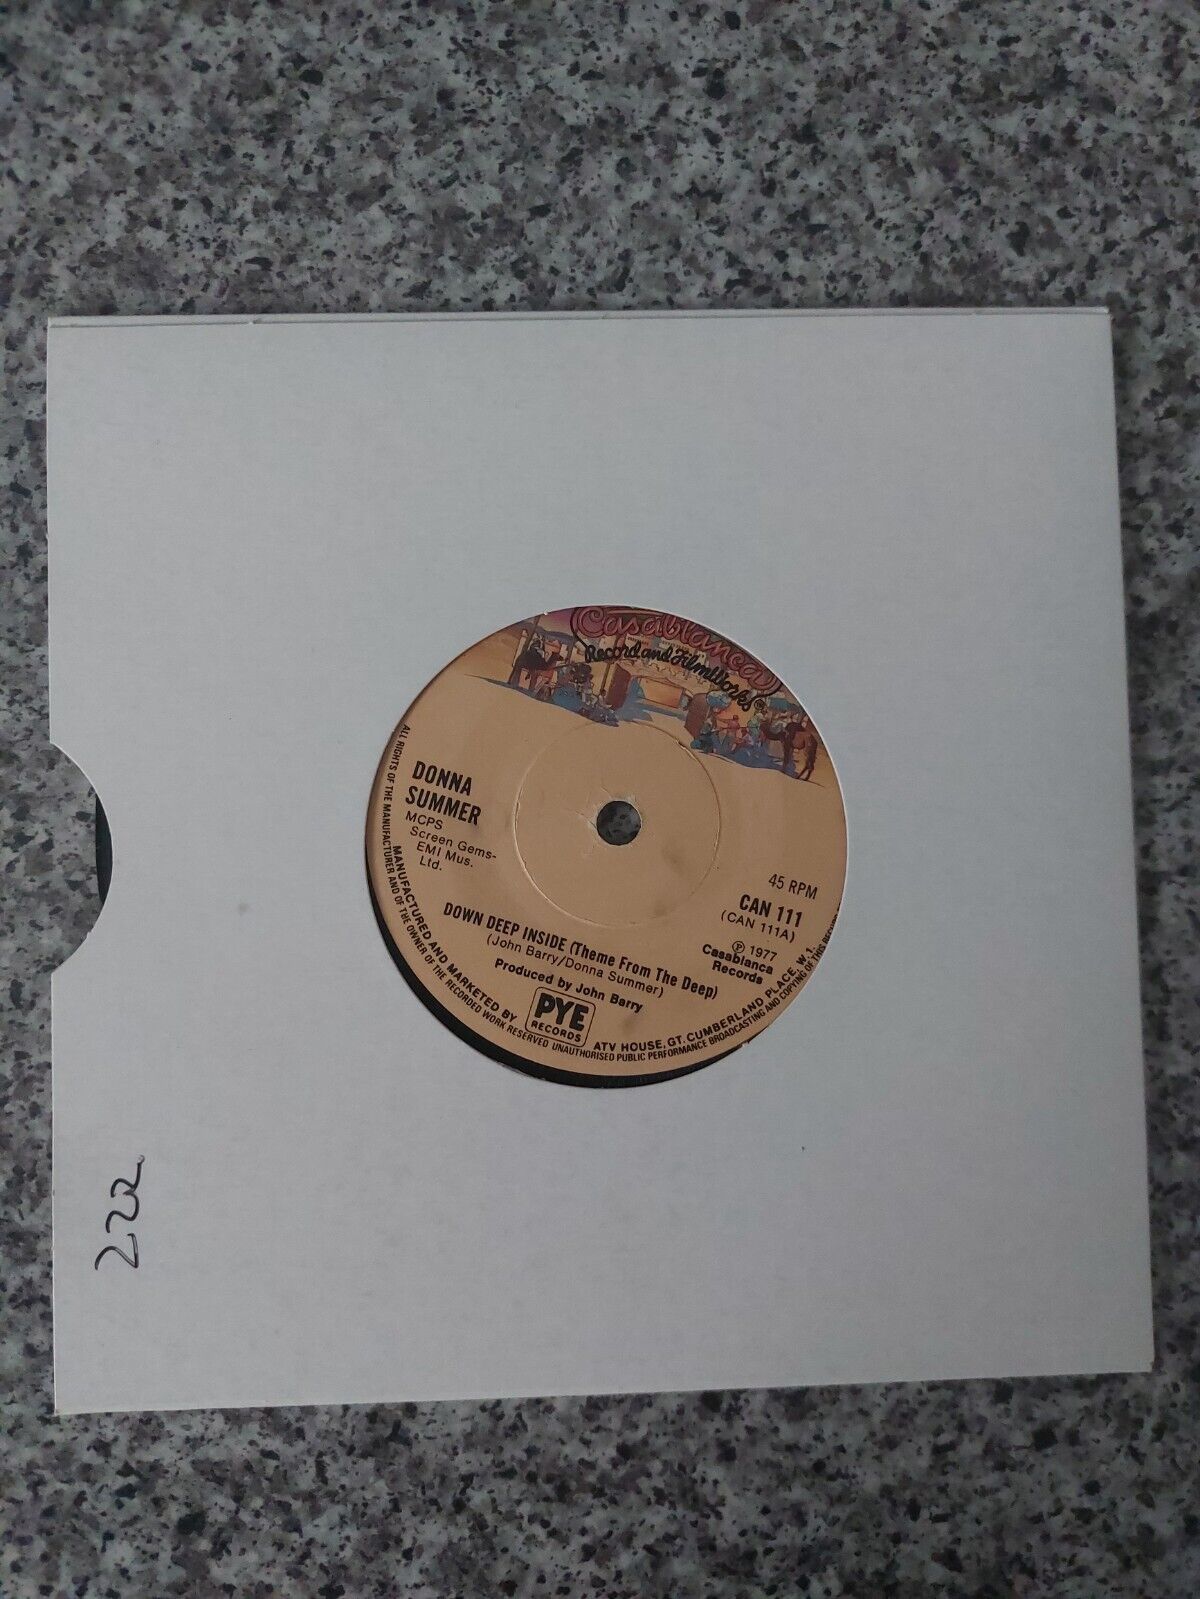 Casablanca
Record and FilmWorks
DONNA
SUMMER
MCPS
Screen Gems-
EMI Mus.
Ltd.
45 RPM
CAN 111
(CAN 111A)
℗ 1977
Casablanca
Records
DOWN DEEP INSIDE (Theme From The Deep)
(John Barry/Donna Summer)
Produced by John Barry
MANUFACTURED AND MARKETED BY
PYE
RECORDS
ATV HOUSE, GT. CUMBERLAND PLACE, W.1.
ALL RIGHTS OF THE MANUFACTURER AND OF THE OWNER OF THE RECORDED WORK RESERVED UNAUTHORISED PUBLIC PERFORMANCE BROADCASTING AND COPYING OF THIS RECORD
222